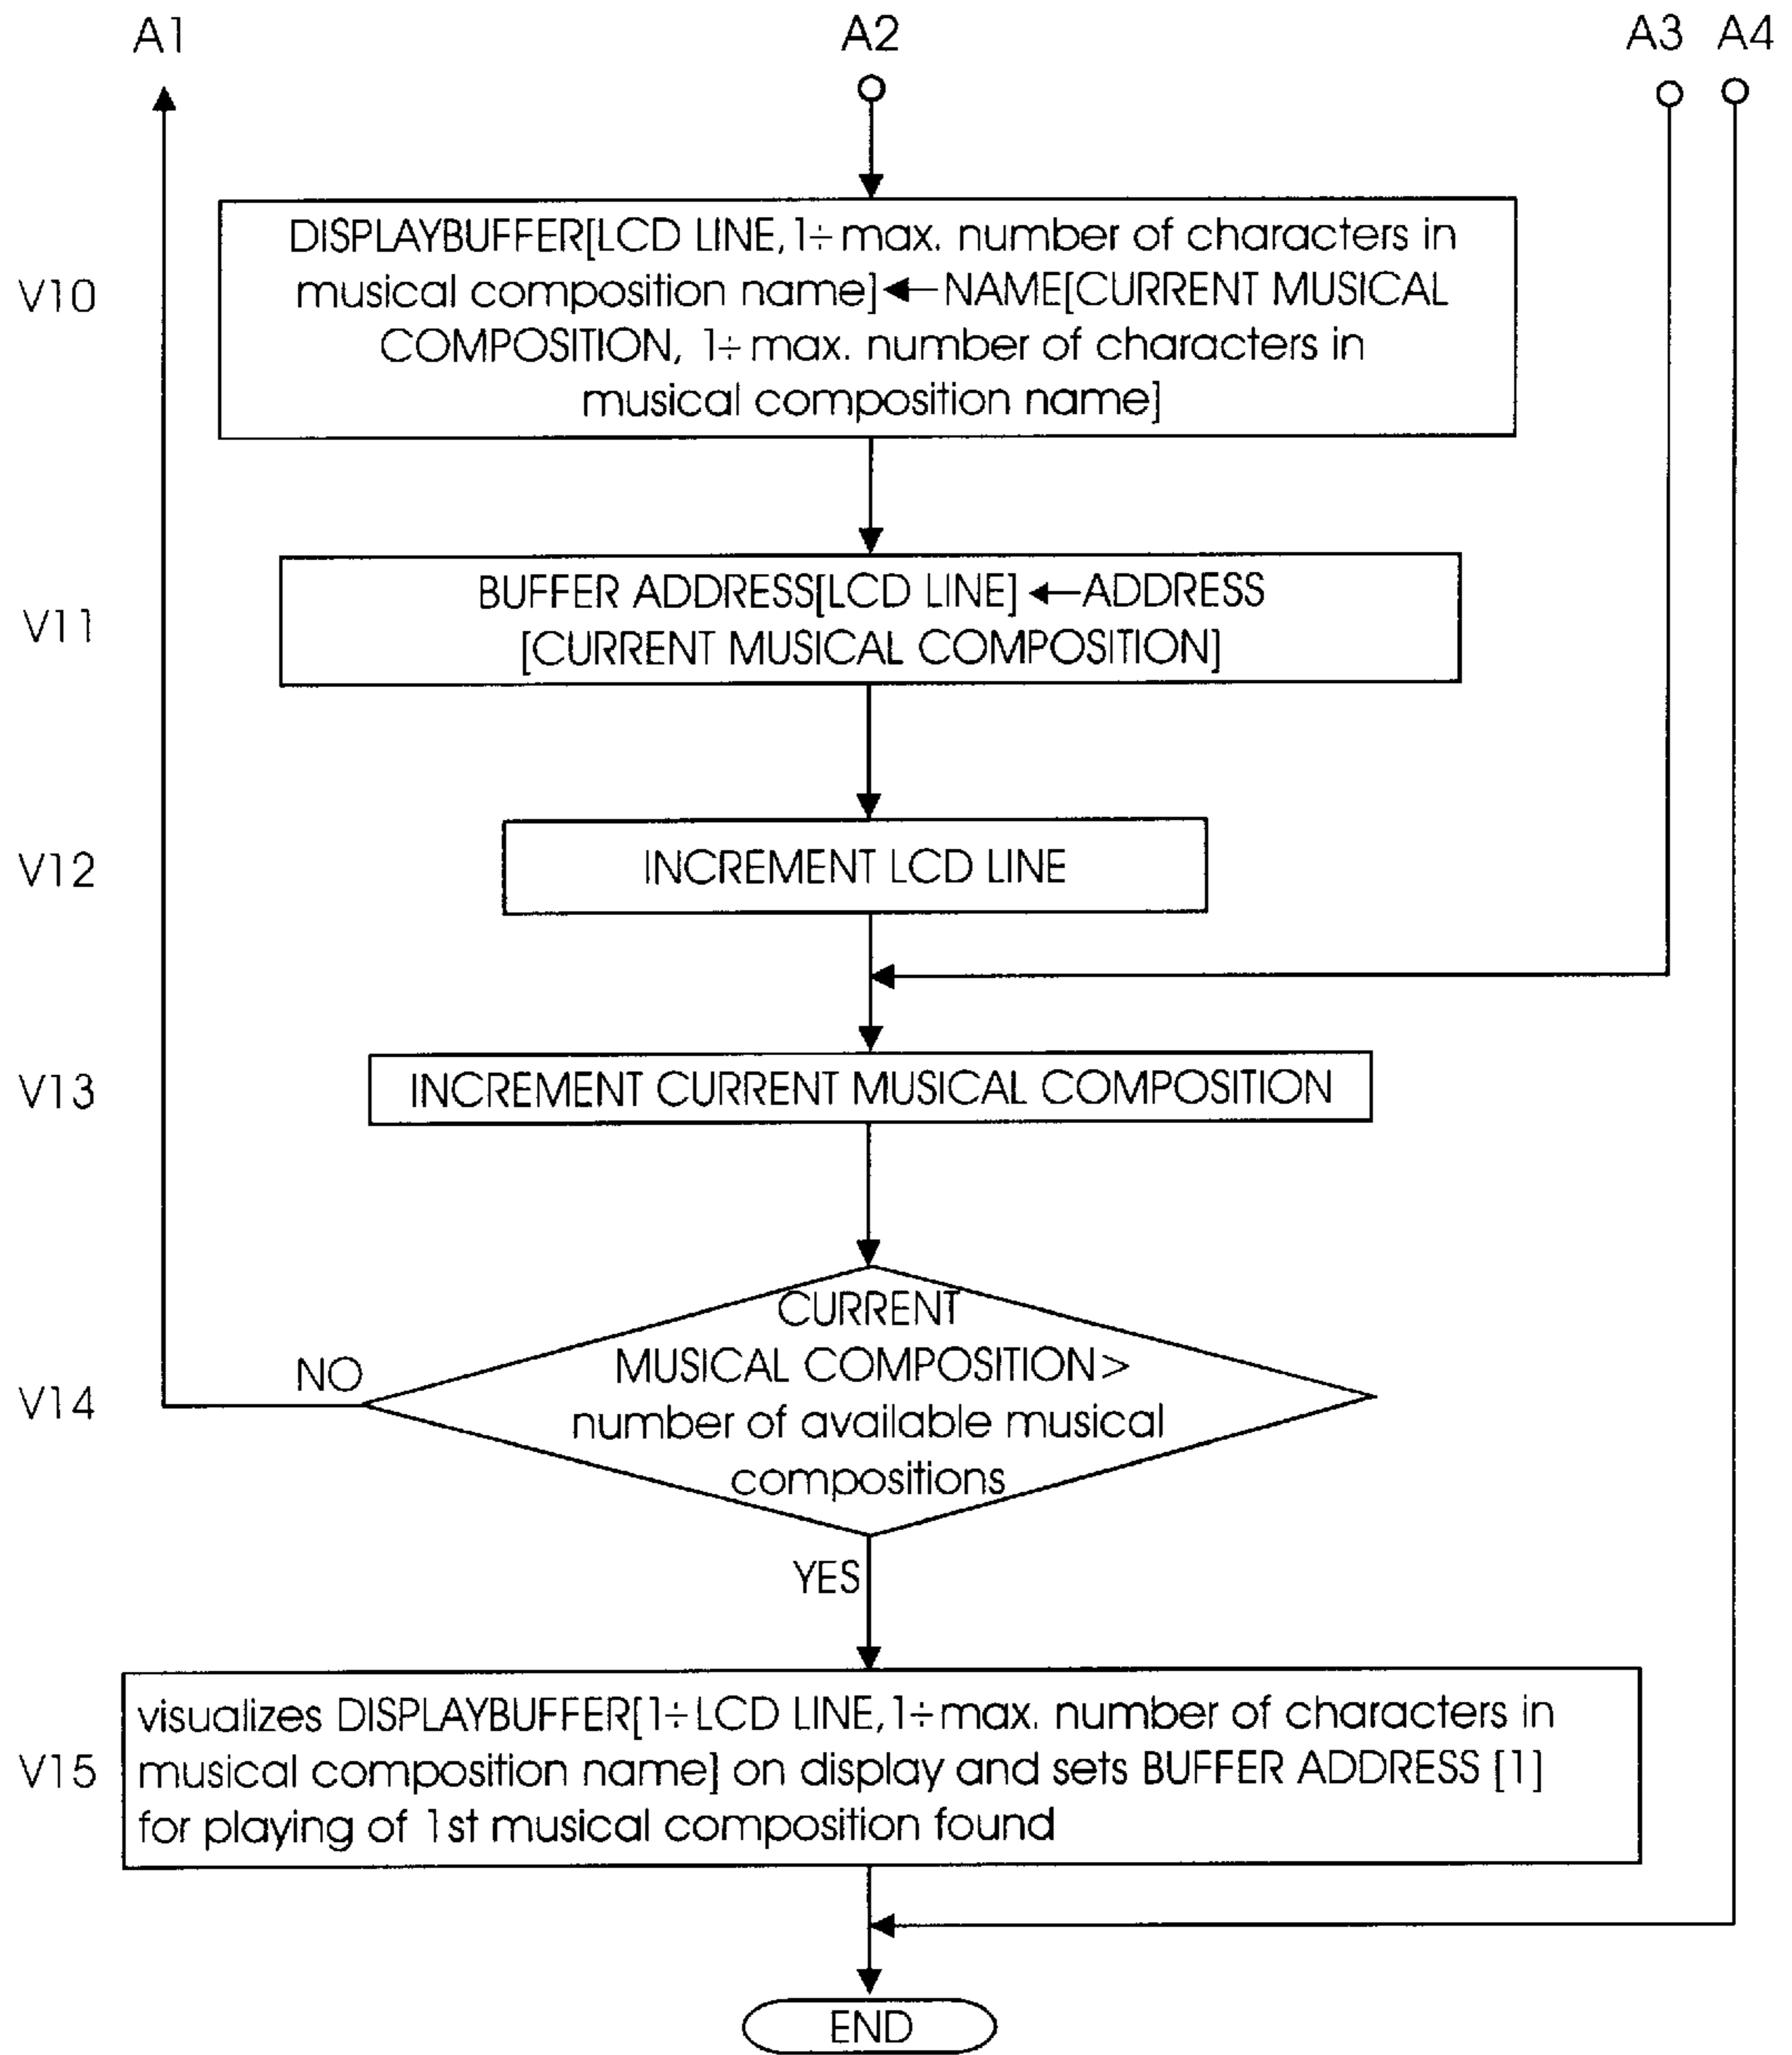 A1
A2
A3
A4
V10
DISPLAYBUFFER[LCD LINE, 1÷max. number of characters in
musical composition name]←NAME[CURRENT MUSICAL
COMPOSITION, 1÷max. number of characters in
musical composition name]
V11
BUFFER ADDRESS[LCD LINE] ←ADDRESS
[CURRENT MUSICAL COMPOSITION]
V12
INCREMENT LCD LINE
V13
INCREMENT CURRENT MUSICAL COMPOSITION
V14
NO
CURRENT
MUSICAL COMPOSITION>
number of available musical
compositions
YES
V15
visualizes DISPLAYBUFFER[1÷LCD LINE, 1÷max. number of characters in
musical composition name] on display and sets BUFFER ADDRESS [1]
for playing of 1st musical composition found
END